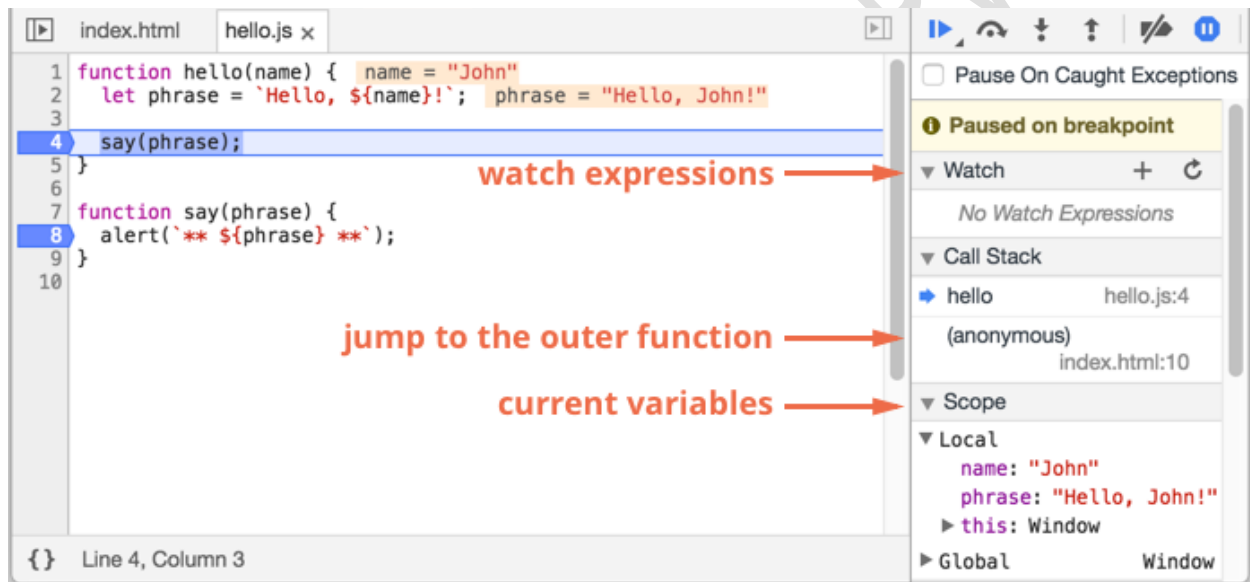 index.html hello.js ×
1 function hello(name) { name = "John"
2 let phrase = `Hello, ${name}!`; phrase = "Hello, John!"
3
4 say(phrase);
5 }
6
7 function say(phrase) {
8 alert(`** ${phrase} **`);
9 }
10
watch expressions
jump to the outer function
current variables
{} Line 4, Column 3
Pause On Caught Exceptions
Paused on breakpoint
Watch
No Watch Expressions
Call Stack
hello hello.js:4
(anonymous)
index.html:10
Scope
Local
name: "John"
phrase: "Hello, John!"
this: Window
Global Window